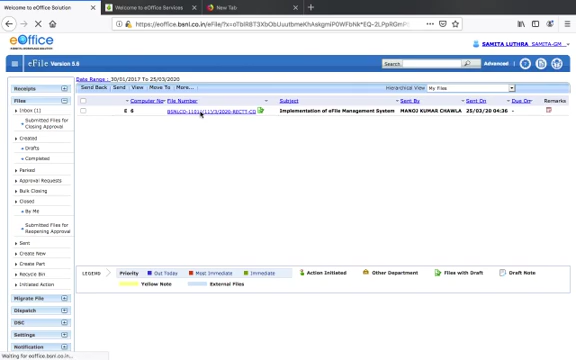 Welcome to eOffice Solution
Welcome to eOffice Services
New Tab
https://eoffice.bsnl.co.in/eFile/
eOffice
SAMITA LUTHRA
SAMITA-GM
eFile Version 5.6
Search
Advanced
Date Range : 30/01/2017 To 25/03/2020
Receipts
Send Back Send View Move To More...
Hierarchical View My Files
Files
Computer No File Number Subject Sent By Sent On Due On Remarks
Inbox (1)
E 6 Implementation of eFile Management System MANOJ KUMAR CHAWLA 25/03/20 04:36 -
Submitted Files for
Closing Approval
Created
Drafts
Completed
Parked
Approval Requests
Bulk Closing
Closed
By Me
Submitted Files for
Reopening Approval
Sent
Create New
Create Part
Recycle Bin
Initiated Action
LEGEND Priority Out Today Most Immediate Immediate Action Initiated Other Department Files with Draft Draft Note
Yellow Note External Files
Migrate File
Dispatch
DSC
Settings
Notification
Waiting for eoffice.bsnl.co.in...